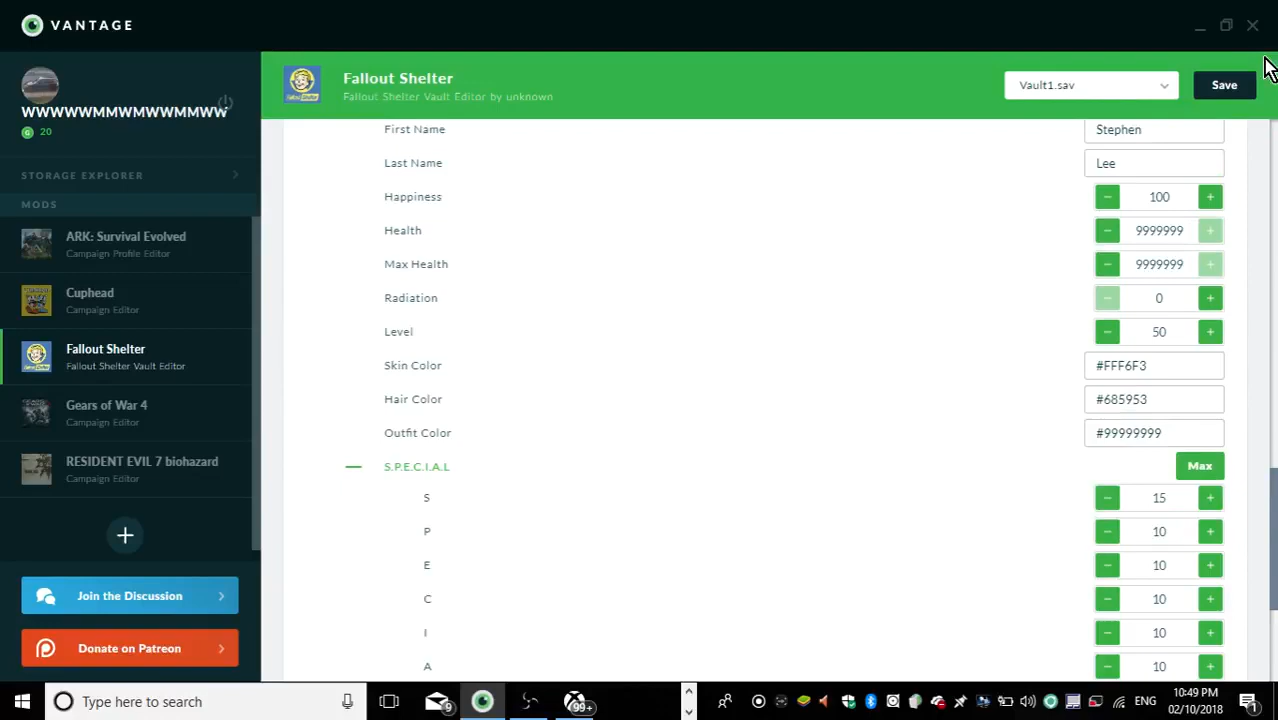 VANTAGE
WWWWWMMWMWWMMWW
20
STORAGE EXPLORER
MODS
ARK: Survival Evolved
Campaign Profile Editor
Cuphead
Campaign Editor
Fallout Shelter
Fallout Shelter Vault Editor
Gears of War 4
Campaign Editor
RESIDENT EVIL 7 biohazard
Campaign Editor
Join the Discussion
Donate on Patreon
Fallout Shelter
Fallout Shelter Vault Editor by unknown
Vault1.sav
Save
First Name Stephen
Last Name Lee
Happiness - 100 +
Health - 9999999 +
Max Health - 9999999 +
Radiation - 0 +
Level - 50 +
Skin Color #FFF6F3
Hair Color #685953
Outfit Color #99999999
S.P.E.C.I.A.L Max
S - 15 +
P - 10 +
E - 10 +
C - 10 +
I - 10 +
A - 10 +
Type here to search
9
99+
ENG
10:49 PM
02/10/2018
1